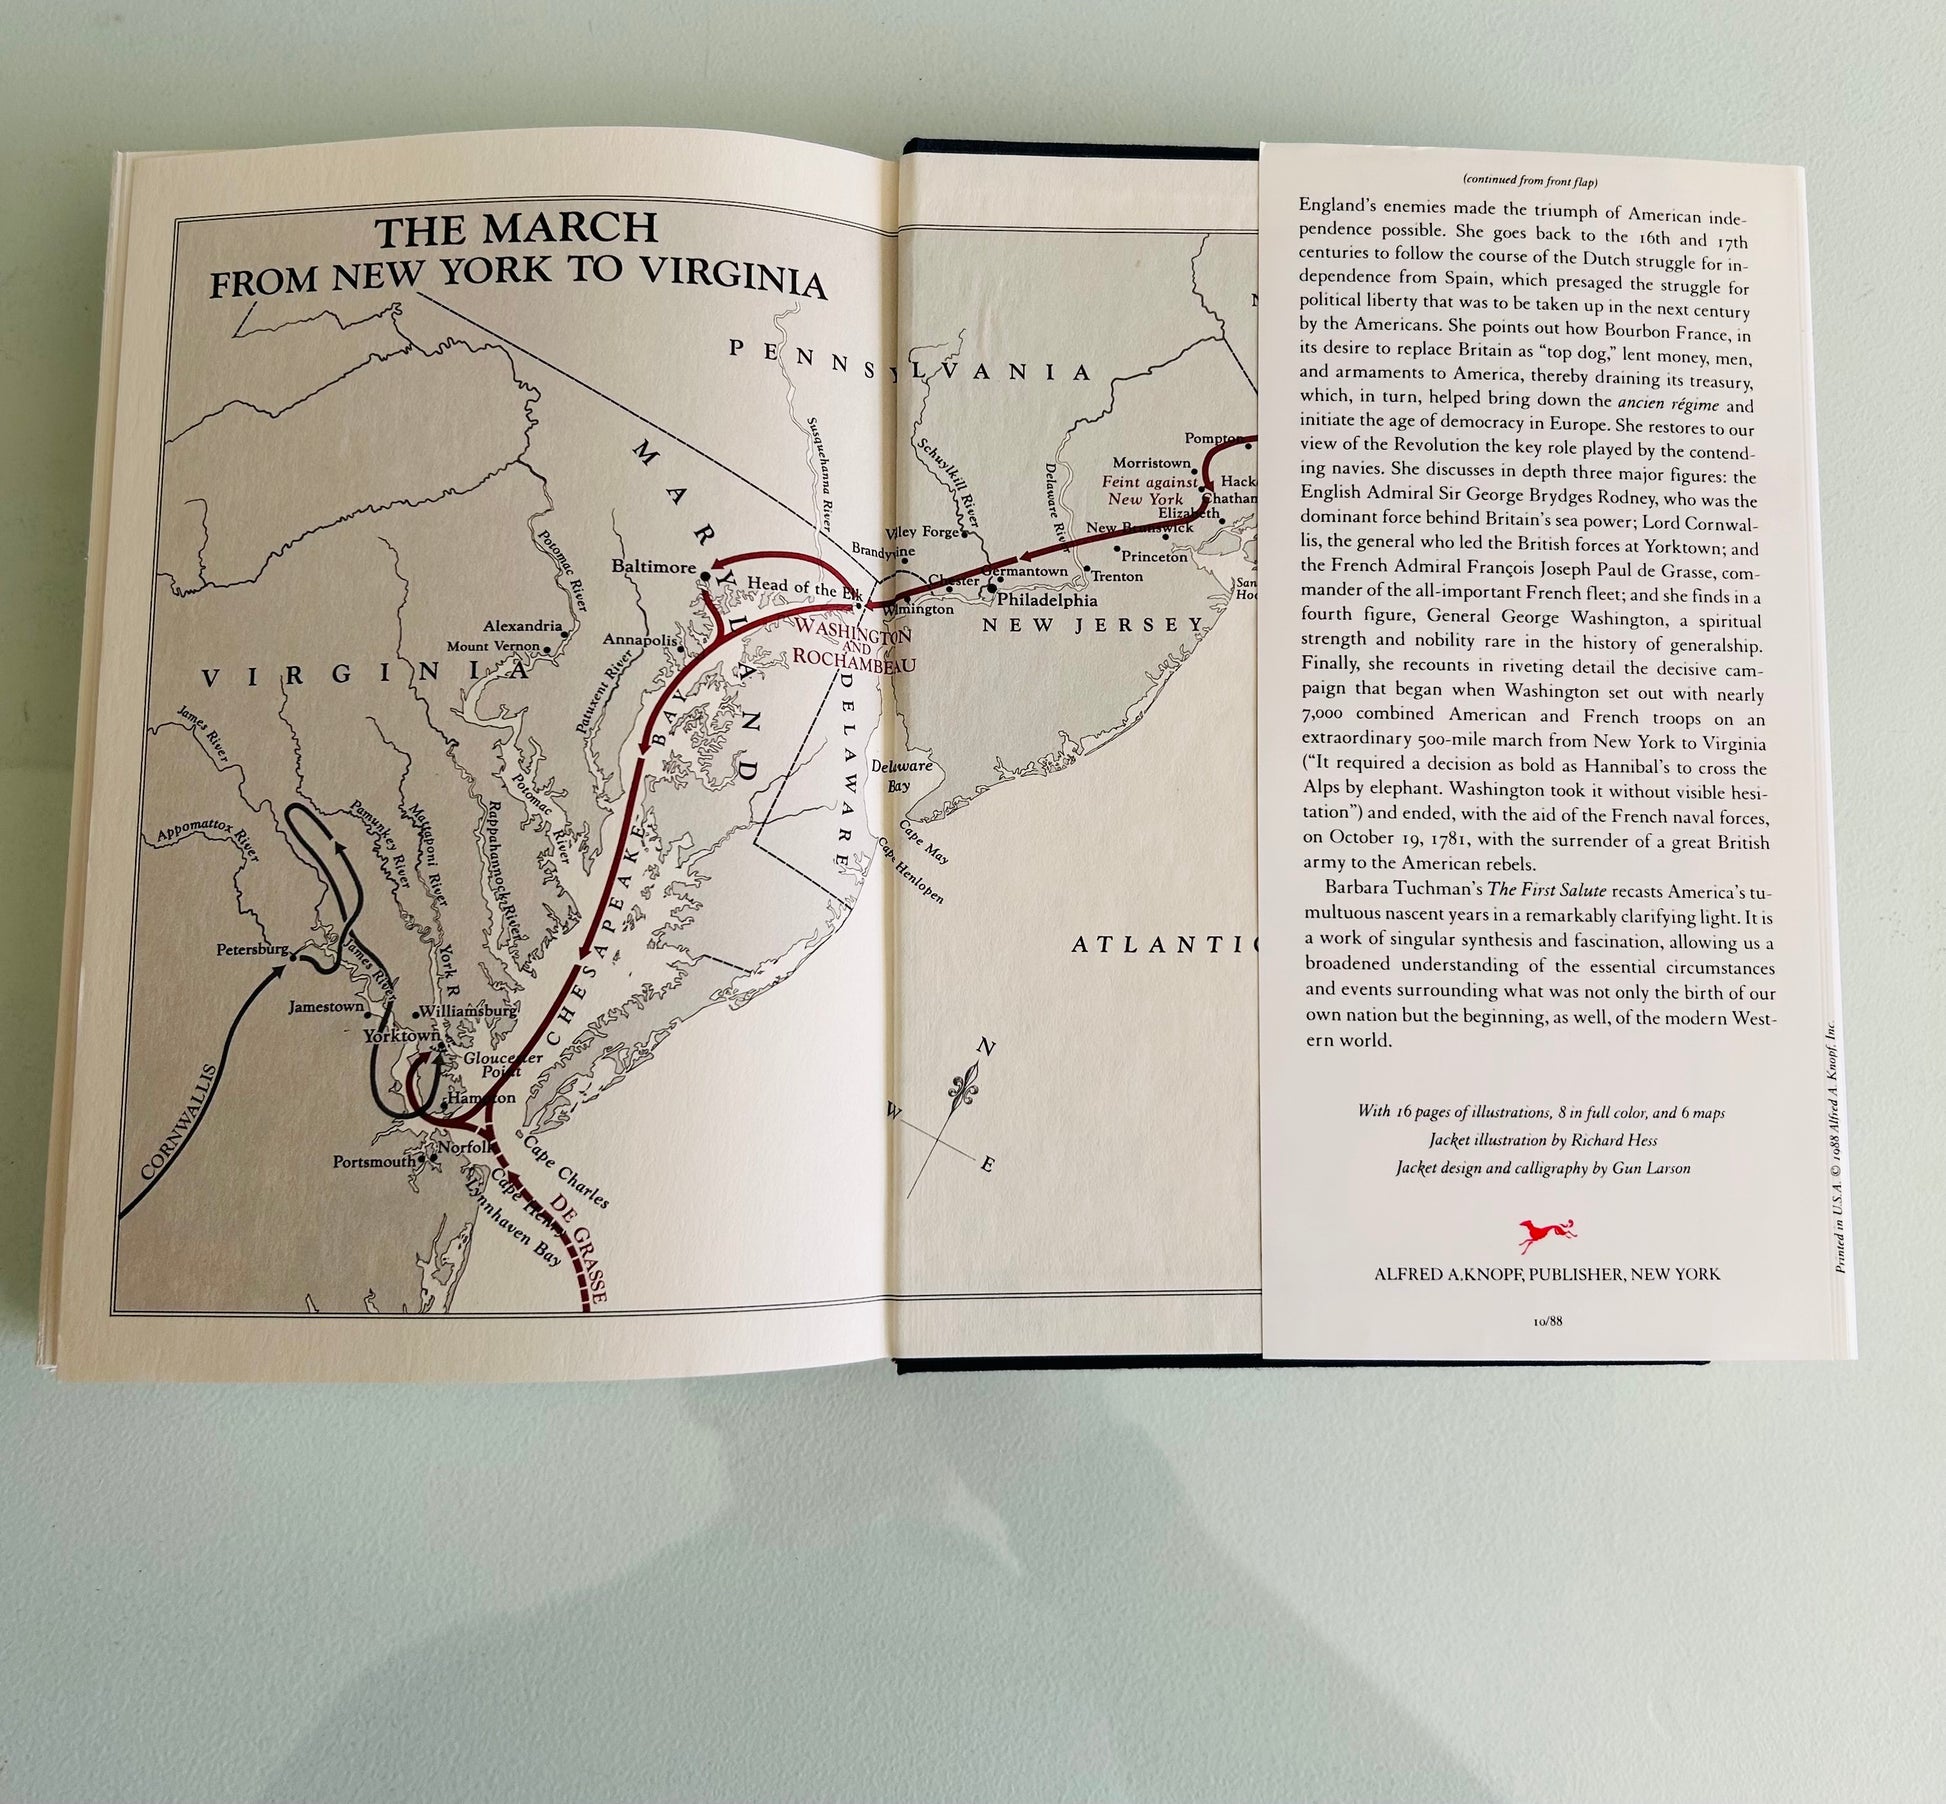 THE MARCH
FROM NEW YORK TO VIRGINIA
PENNSYLVANIA
MARYLAND
VIRGINIA
NEW JERSEY
DELAWARE
ATLANTIC
CHESAPEAKE BAY
Susquehanna River
Schuylkill River
Delaware River
Pompton
Morristown
Feint against
New York
Hack
Chatham
Elizabeth
New Brunswick
Princeton
Trenton
Germantown
Philadelphia
Chester
Wilmington
Brandywine
Vlley Forge
San
Hoo
Head of the Elk
WASHINGTON
AND
ROCHAMBEAU
Baltimore
Annapolis
Alexandria
Mount Vernon
Potomac River
Patuxent River
Delaware
Bay
Cape May
Cape Henlopen
James River
Appomattox River
Pamunkey River
Mattaponi River
Rappahannock River
Potomac River
Petersburg
James River
York R
Jamestown
Williamsburg
Yorktown
Gloucester
Point
Hampton
Norfolk
Portsmouth
Cape Charles
Cape Henry
Lynnhaven Bay
DE GRASSE
CORNWALLIS
N
W
E
(continued from front flap)
England's enemies made the triumph of American inde-
pendence possible. She goes back to the 16th and 17th
centuries to follow the course of the Dutch struggle for in-
dependence from Spain, which presaged the struggle for
political liberty that was to be taken up in the next century
by the Americans. She points out how Bourbon France, in
its desire to replace Britain as "top dog," lent money, men,
and armaments to America, thereby draining its treasury,
which, in turn, helped bring down the ancien régime and
initiate the age of democracy in Europe. She restores to our
view of the Revolution the key role played by the contend-
ing navies. She discusses in depth three major figures: the
English Admiral Sir George Brydges Rodney, who was the
dominant force behind Britain's sea power; Lord Cornwal-
lis, the general who led the British forces at Yorktown; and
the French Admiral François Joseph Paul de Grasse, com-
mander of the all-important French fleet; and she finds in a
fourth figure, General George Washington, a spiritual
strength and nobility rare in the history of generalship.
Finally, she recounts in riveting detail the decisive cam-
paign that began when Washington set out with nearly
7,000 combined American and French troops on an
extraordinary 500-mile march from New York to Virginia
("It required a decision as bold as Hannibal's to cross the
Alps by elephant. Washington took it without visible hesi-
tation") and ended, with the aid of the French naval forces,
on October 19, 1781, with the surrender of a great British
army to the American rebels.
Barbara Tuchman's The First Salute recasts America's tu-
multuous nascent years in a remarkably clarifying light. It is
a work of singular synthesis and fascination, allowing us a
broadened understanding of the essential circumstances
and events surrounding what was not only the birth of our
own nation but the beginning, as well, of the modern West-
ern world.
With 16 pages of illustrations, 8 in full color, and 6 maps
Jacket illustration by Richard Hess
Jacket design and calligraphy by Gun Larson
ALFRED A. KNOPF, PUBLISHER, NEW YORK
10/88
Printed in U.S.A. © 1988 Alfred A. Knopf, Inc.